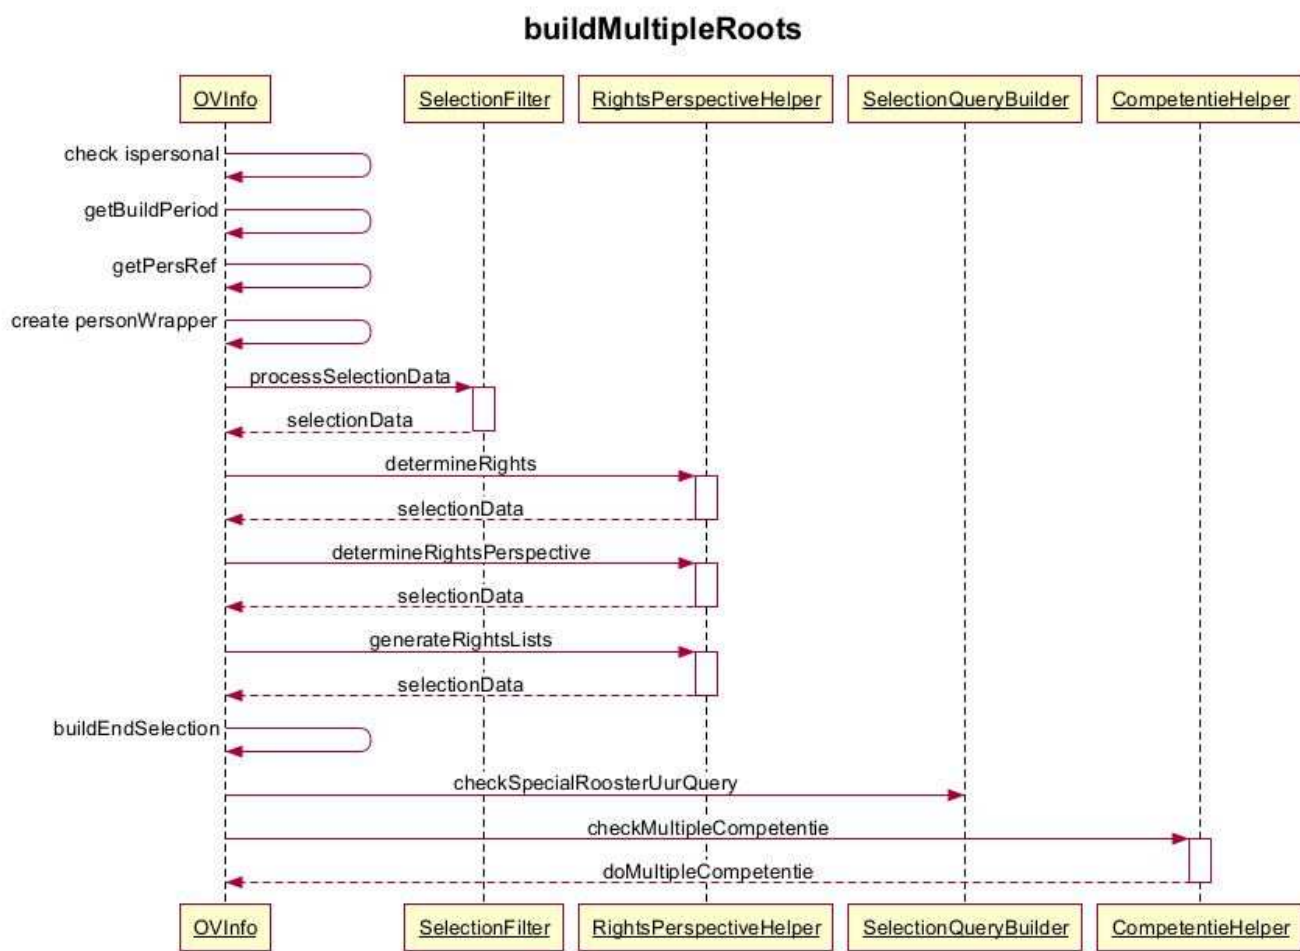 buildMultipleRoots
OVInfo SelectionFilter RightsPerspectiveHelper SelectionQueryBuilder CompetentieHelper
check ispersonal
getBuildPeriod
getPersRef
create personWrapper
processSelectionData
selectionData
determineRights
selectionData
determineRightsPerspective
selectionData
generateRightsLists
selectionData
buildEndSelection
checkSpecialRoosterUurQuery
checkMultipleCompetentie
doMultipleCompetentie
OVInfo SelectionFilter RightsPerspectiveHelper SelectionQueryBuilder CompetentieHelper